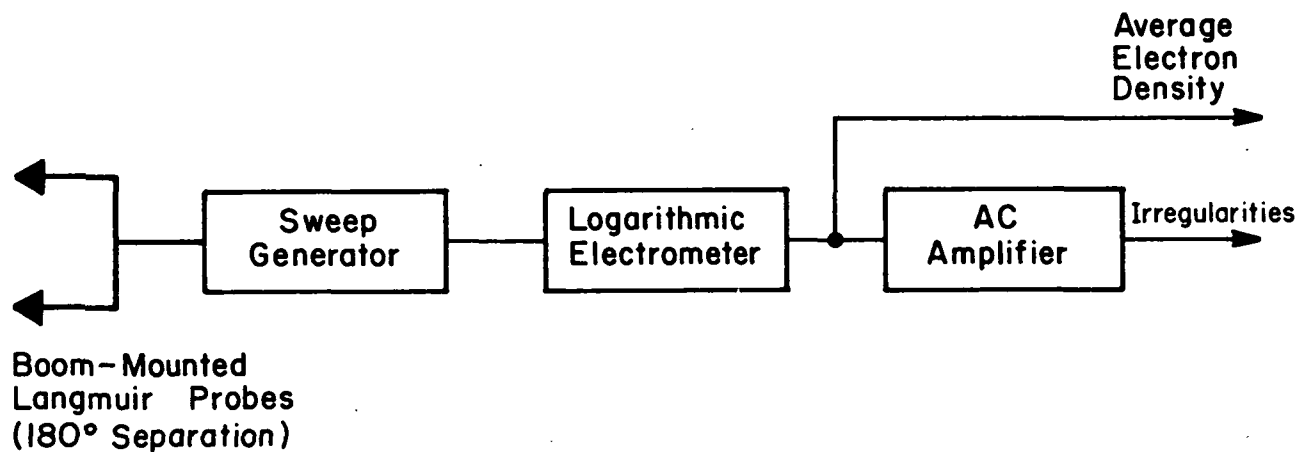 Average
Electron
Density
Sweep
Generator
Logarithmic
Electrometer
AC
Amplifier
Irregularities
Boom-Mounted
Langmuir Probes
(180° Separation)